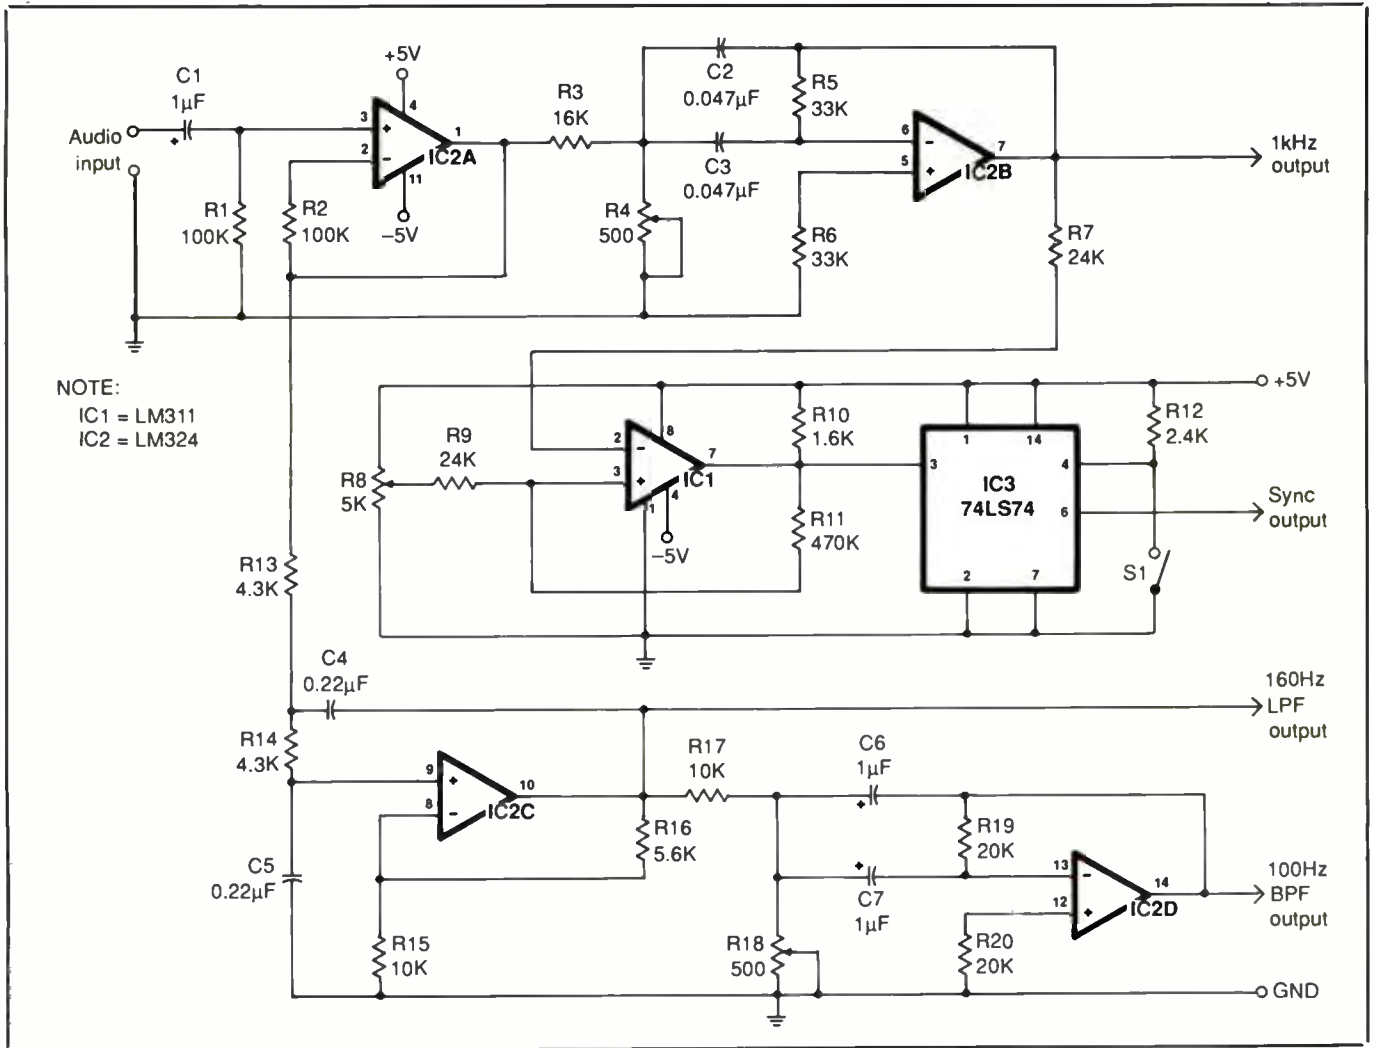 +5V
C1
1µF
Audio
input
3
+
2
-
4
1
IC2A
11
-5V
R1
100K
R2
100K
R3
16K
C2
0.047µF
R5
33K
C3
0.047µF
R4
500
R6
33K
6
-
5
+
7
IC2B
1kHz
output
R7
24K
NOTE:
IC1 = LM311
IC2 = LM324
+5V
R8
5K
R9
24K
2
-
3
+
8
7
IC1
4
1
-5V
R10
1.6K
R11
470K
1
14
3
4
IC3
74LS74
6
2
7
R12
2.4K
Sync
output
S1
R13
4.3K
C4
0.22µF
160Hz
LPF
output
R14
4.3K
9
+
8
-
10
IC2C
R17
10K
C6
1µF
R16
5.6K
R19
20K
C5
0.22µF
C7
1µF
13
-
12
+
14
IC2D
100Hz
BPF
output
R15
10K
R18
500
R20
20K
GND